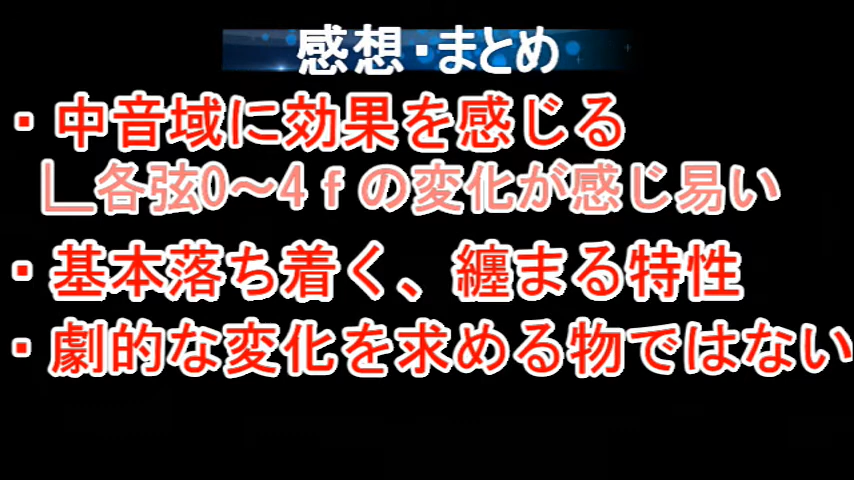 感想・まとめ
・中音域に効果を感じる
∟各弦0～4ｆの変化が感じ易い
・基本落ち着く、纏まる特性
・劇的な変化を求める物ではない